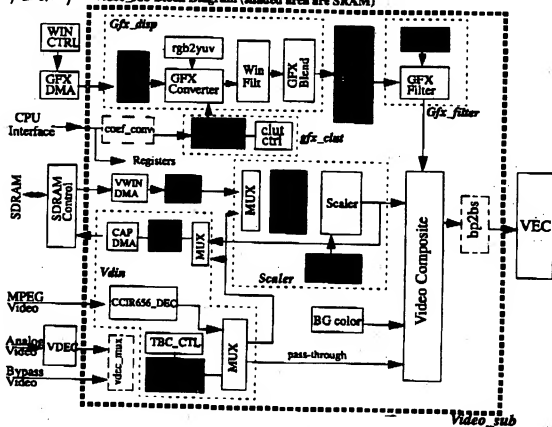 Block Diagram (shaded area are SRAM)
Gfx_disp
WIN
CTRL
rgb2yuv
GFX
DMA
GFX
Converter
Win
Filt
GFX
Blend
GFX
Filter
Gfx_filter
CPU
Interface
coef_conv
clut
ctrl
gfx_clut
Registers
SDRAM
SDRAM
Control
VWIN
DMA
MUX
Scaler
CAP
DMA
MUX
Vdin
Scaler
Video Composite
bp2bs
VEC
MPEG
Video
CCIR656_DEC
BG color
TBC_CTL
MUX
pass-through
Analog
Video
VDEC
vdec_mux
Bypass
Video
Video_sub